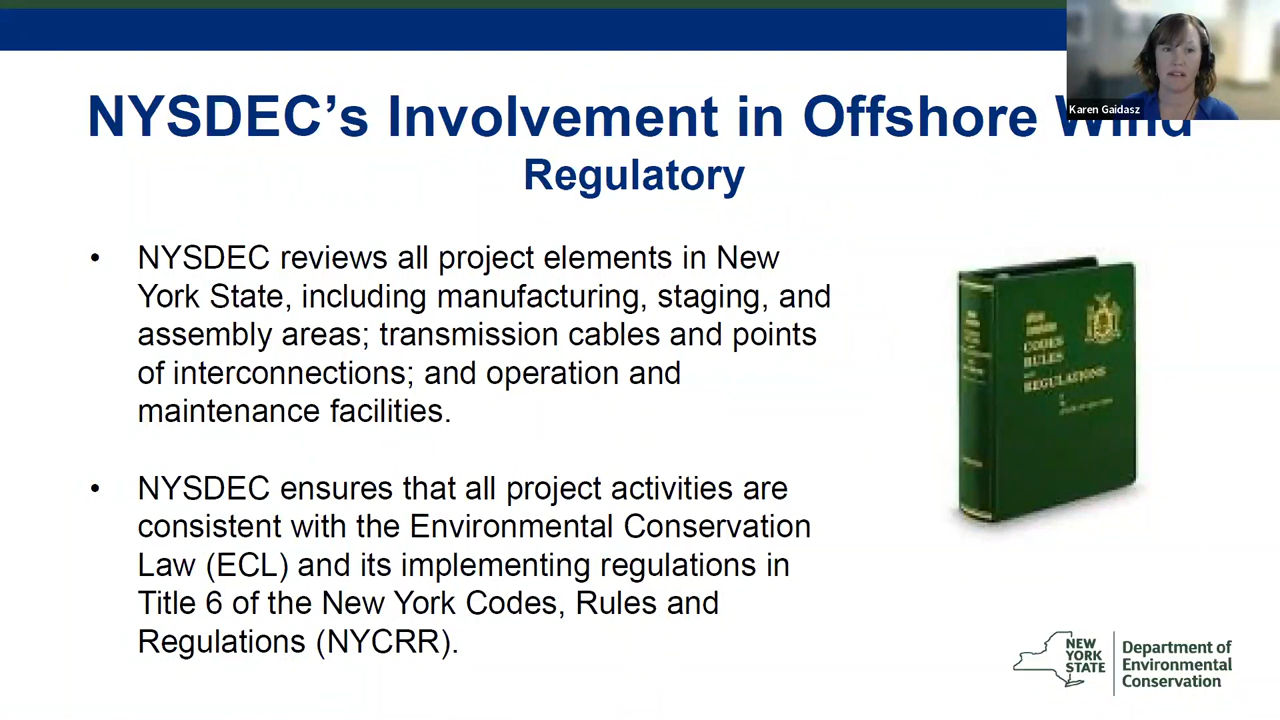 Karen Gaidasz
NYSDEC's Involvement in Offshore Wind
Regulatory
• NYSDEC reviews all project elements in New
York State, including manufacturing, staging, and
assembly areas; transmission cables and points
of interconnections; and operation and
maintenance facilities.
• NYSDEC ensures that all project activities are
consistent with the Environmental Conservation
Law (ECL) and its implementing regulations in
Title 6 of the New York Codes, Rules and
Regulations (NYCRR).
CODES
RULES
REGULATIONS
NEW
YORK
STATE
Department of
Environmental
Conservation